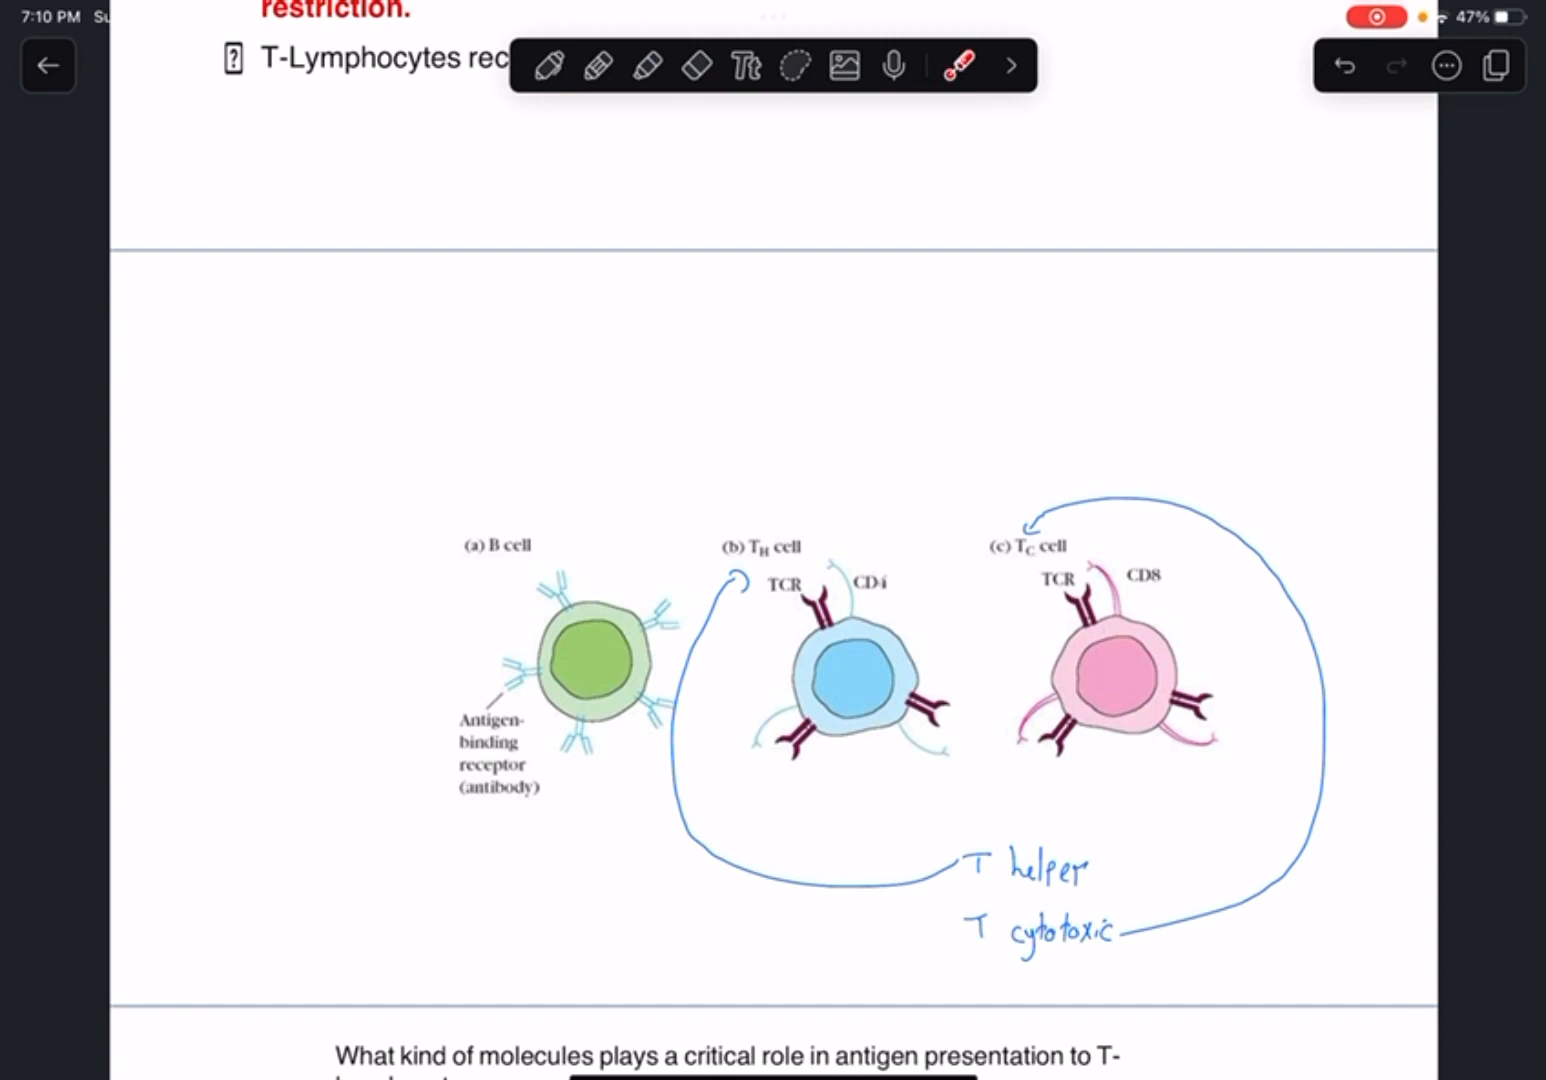 7:10 PM
47%
restriction.
T-Lymphocytes rec
Tt
(a) B cell
(b) TH cell
(c) TC cell
TCR
CD4
TCR
CD8
Antigen-
binding
receptor
(antibody)
T helper
T cytotoxic
What kind of molecules plays a critical role in antigen presentation to T-